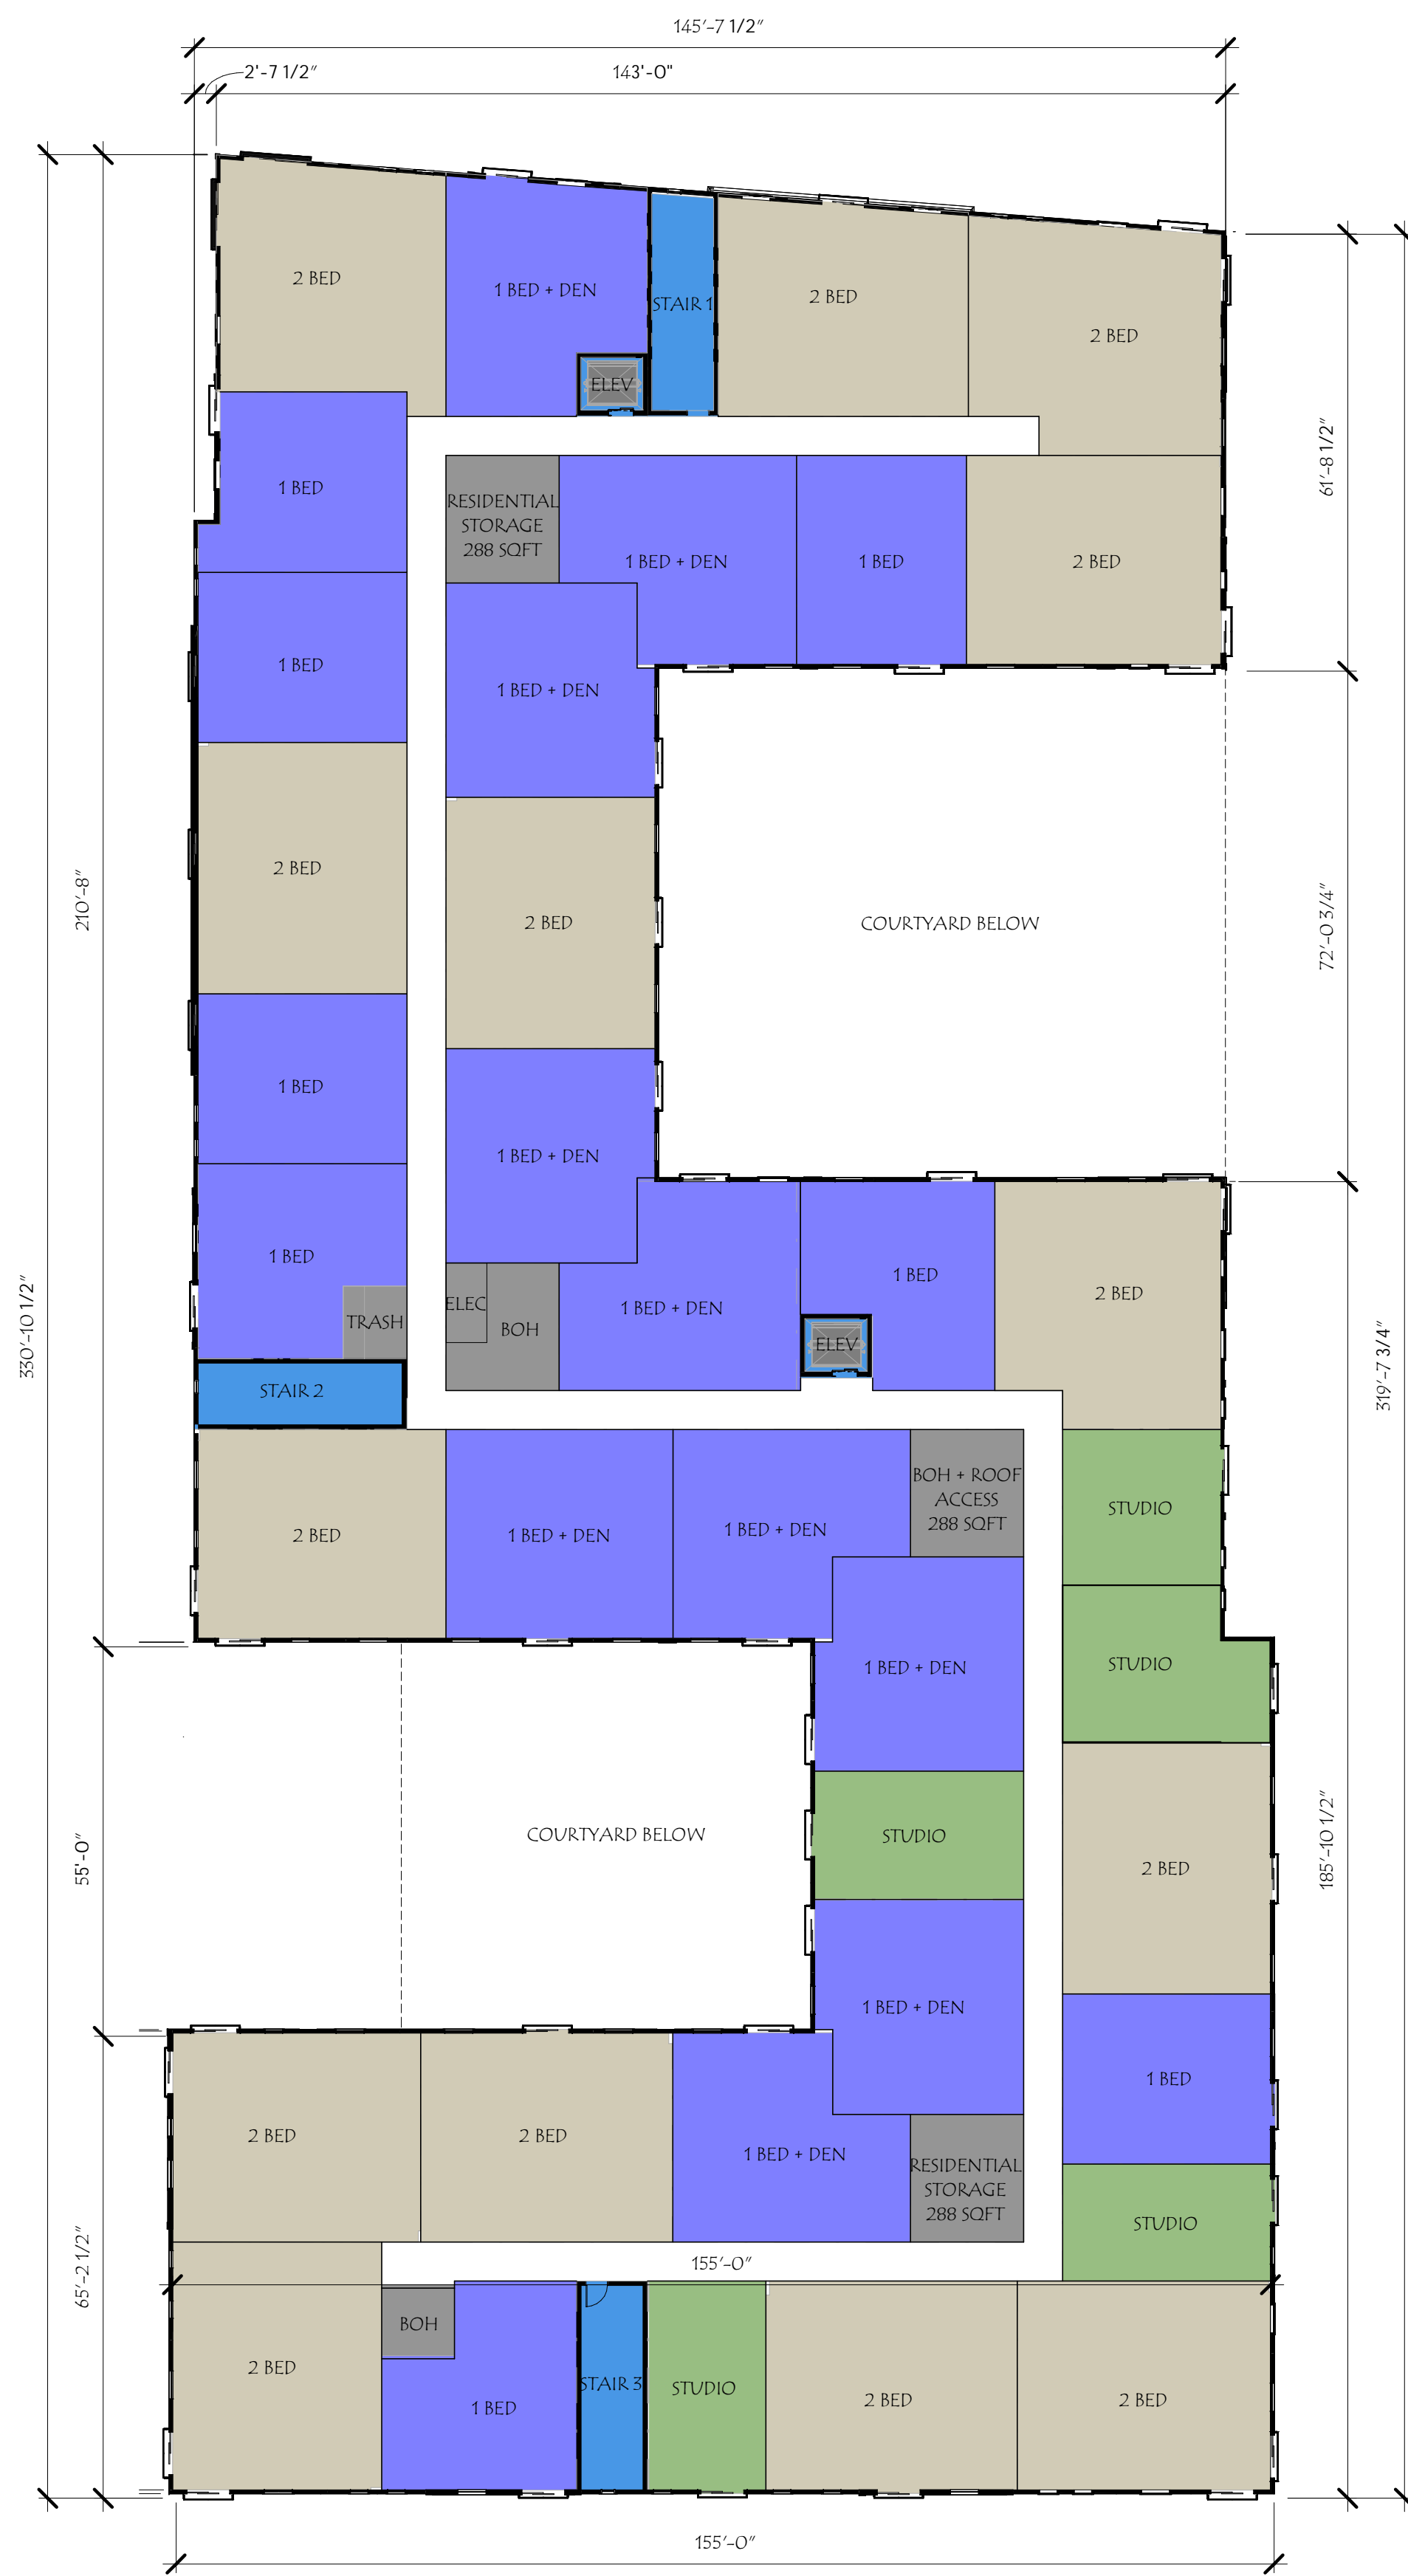 145'-7 1/2"
2'-7 1/2"
143'-0"
2 BED
1 BED + DEN
STAIR 1
2 BED
2 BED
ELEV
1 BED
RESIDENTIAL
STORAGE
288 SQFT
1 BED + DEN
1 BED
2 BED
61'-8 1/2"
1 BED
1 BED + DEN
2 BED
2 BED
COURTYARD BELOW
210'-8"
72'-0 3/4"
1 BED
1 BED + DEN
1 BED
TRASH
ELEC
BOH
1 BED + DEN
1 BED
ELEV
2 BED
330'-10 1/2"
319'-7 3/4"
STAIR 2
2 BED
1 BED + DEN
1 BED + DEN
BOH + ROOF
ACCESS
288 SQFT
STUDIO
1 BED + DEN
STUDIO
COURTYARD BELOW
STUDIO
2 BED
55'-0"
185'-10 1/2"
1 BED + DEN
1 BED
2 BED
2 BED
1 BED + DEN
RESIDENTIAL
STORAGE
288 SQFT
STUDIO
65'-2 1/2"
155'-0"
BOH
2 BED
1 BED
STAIR 3
STUDIO
2 BED
2 BED
155'-0"